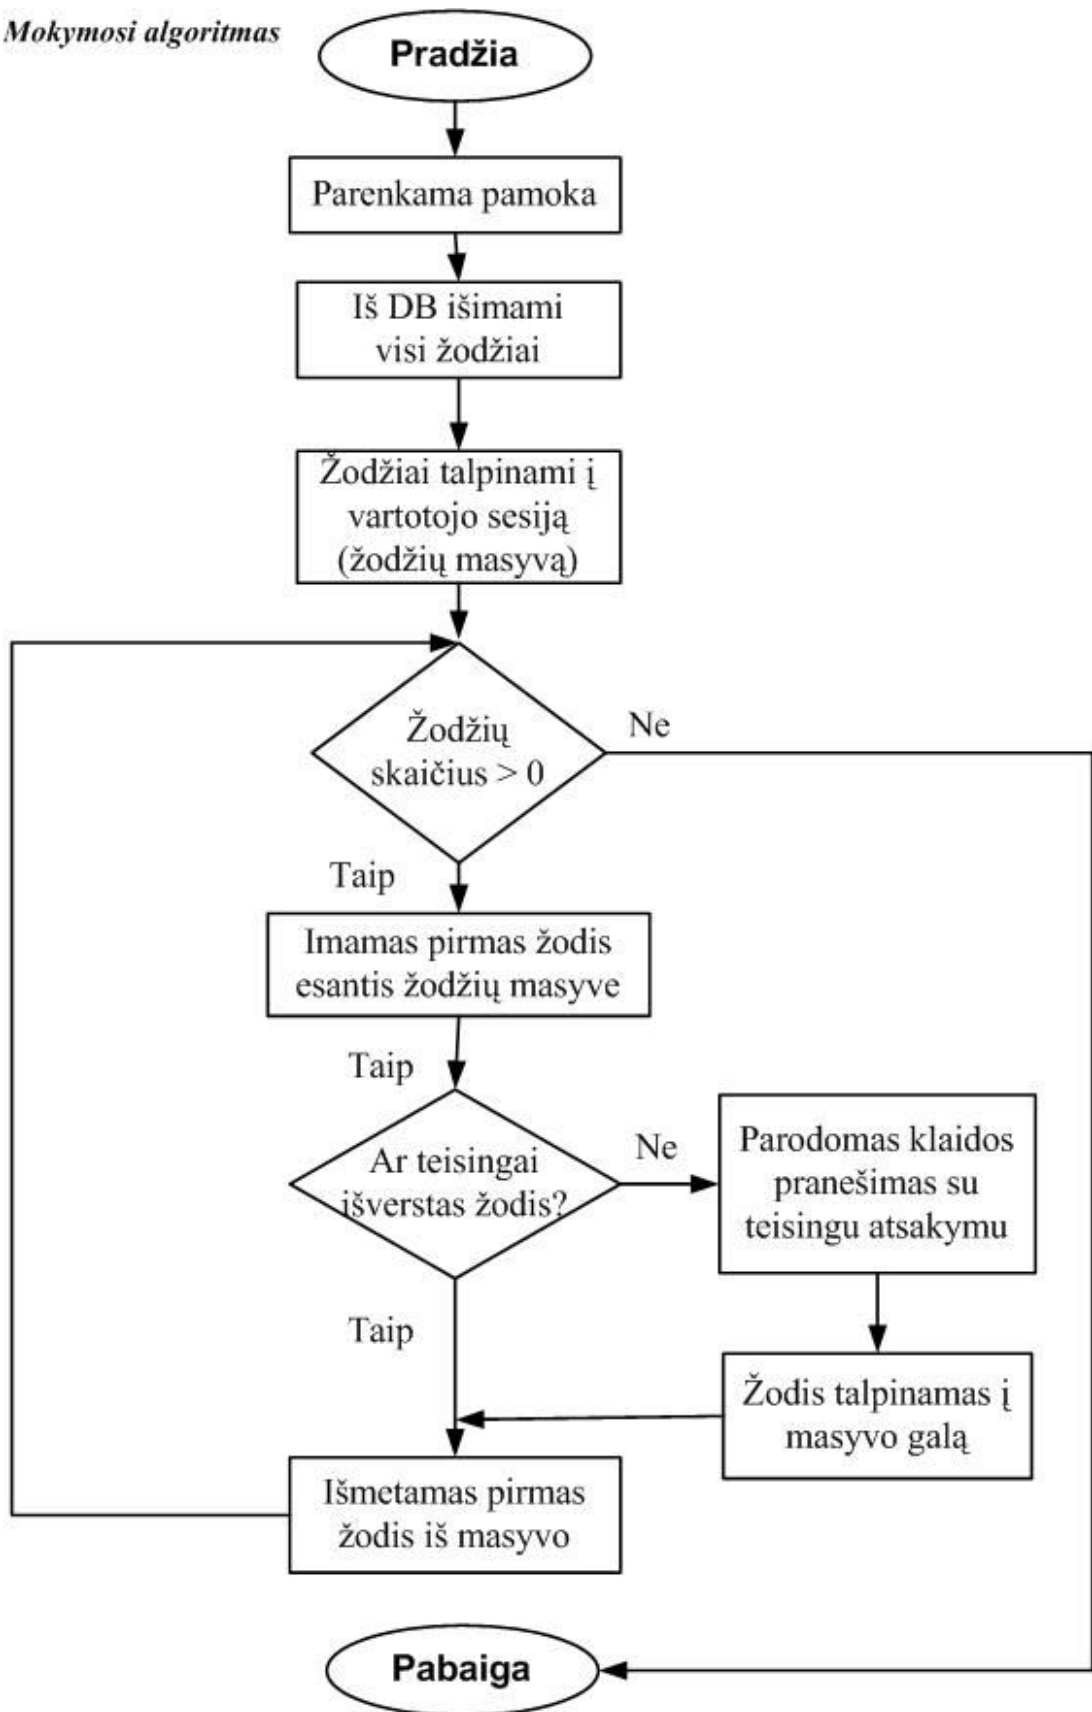 Mokymosi algoritmas
Pradžia
Parenkama pamoka
Iš DB išimami
visi žodžiai
Žodžiai talpinami į
vartotojo sesiją
(žodžių masyvą)
Žodžių
skaičius > 0
Ne
Taip
Imamas pirmas žodis
esantis žodžių masyve
Taip
Ar teisingai
išverstas žodis?
Ne
Parodomas klaidos
pranešimas su
teisingu atsakymu
Taip
Žodis talpinamas į
masyvo galą
Išmetamas pirmas
žodis iš masyvo
Pabaiga